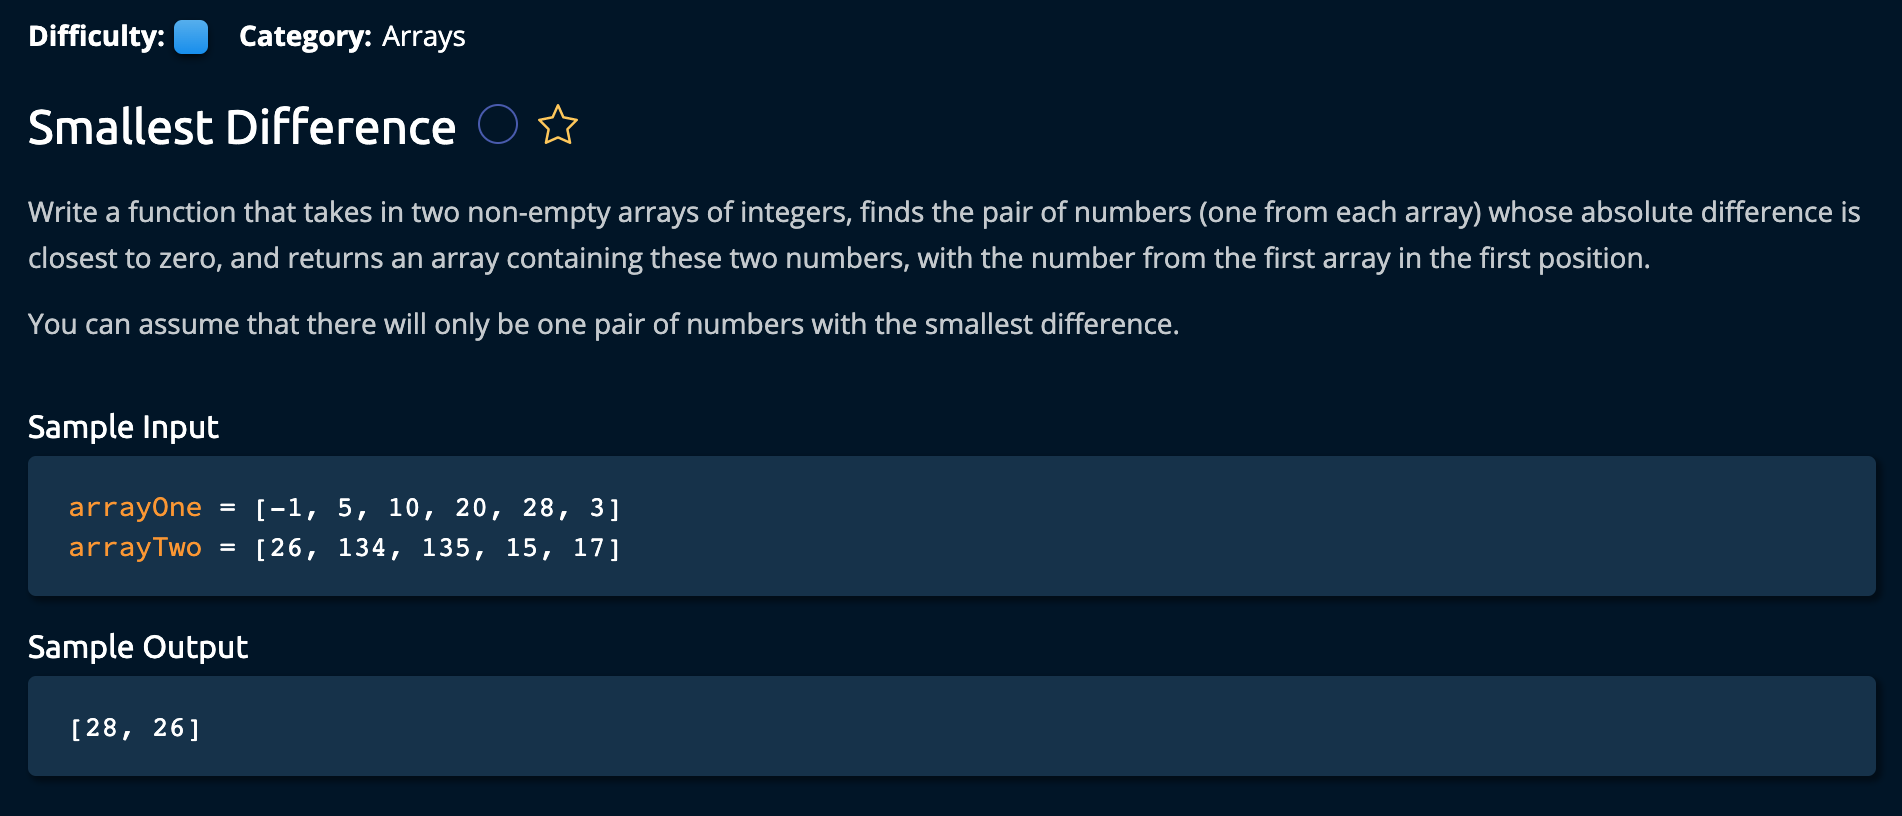 Difficulty: Category: Arrays
Smallest Difference
Write a function that takes in two non-empty arrays of integers, finds the pair of numbers (one from each array) whose absolute difference is
closest to zero, and returns an array containing these two numbers, with the number from the first array in the first position.
You can assume that there will only be one pair of numbers with the smallest difference.
Sample Input
arrayOne = [-1, 5, 10, 20, 28, 3]
arrayTwo = [26, 134, 135, 15, 17]
Sample Output
[28, 26]